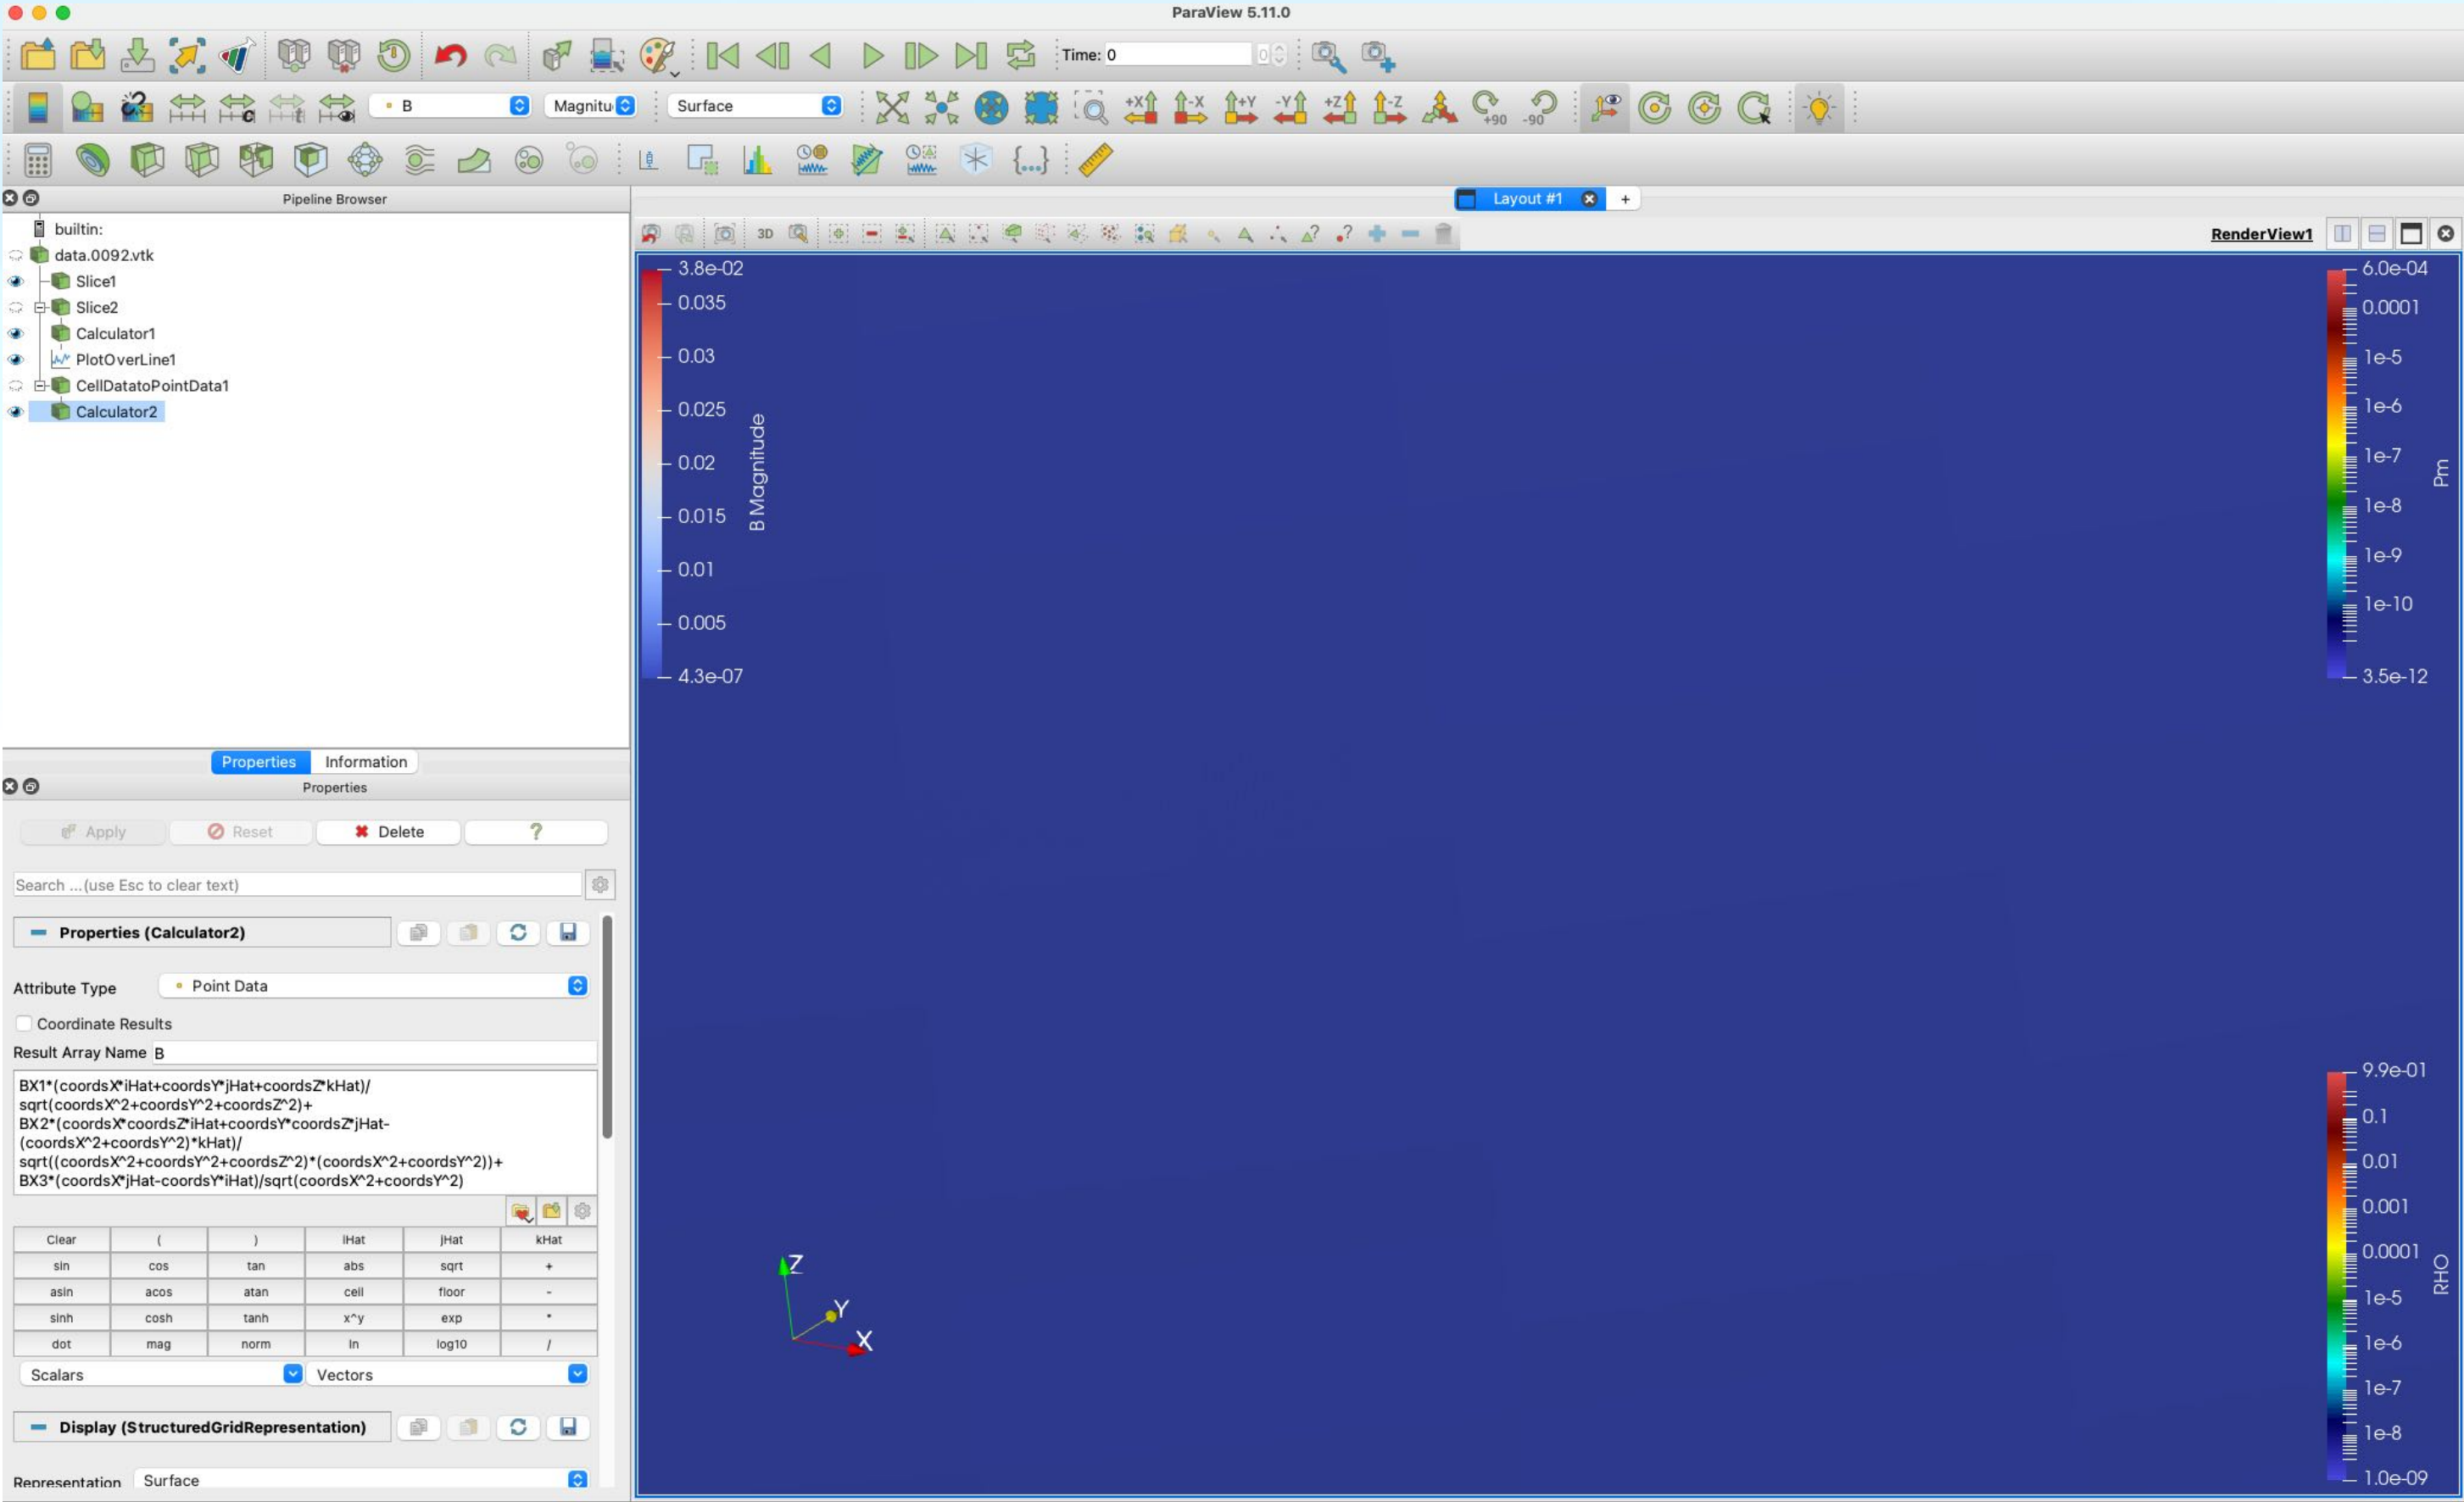 ParaView 5.11.0
Time: 0
0
B
Magnitu
Surface
+X
-X
+Y
-Y
+Z
-Z
+90
-90
Pipeline Browser
Layout #1
+
builtin:
data.0092.vtk
Slice1
Slice2
Calculator1
PlotOverLine1
CellDatatoPointData1
Calculator2
3D
RenderView1
3.8e-02
0.035
0.03
0.025
0.02
0.015
0.01
0.005
4.3e-07
B Magnitude
6.0e-04
0.0001
1e-5
1e-6
1e-7
1e-8
1e-9
1e-10
3.5e-12
Pm
Properties
Information
Properties
Apply
Reset
Delete
?
Search ...(use Esc to clear text)
Properties (Calculator2)
Attribute Type
Point Data
Coordinate Results
Result Array Name B
BX1*(coordsX*iHat+coordsY*jHat+coordsZ*kHat)/
sqrt(coordsX^2+coordsY^2+coordsZ^2)+
BX2*(coordsX*coordsZ*iHat+coordsY*coordsZ*jHat-
(coordsX^2+coordsY^2)*kHat)/
sqrt((coordsX^2+coordsY^2+coordsZ^2)*(coordsX^2+coordsY^2))+
BX3*(coordsX*jHat-coordsY*iHat)/sqrt(coordsX^2+coordsY^2)
Clear ( ) iHat jHat kHat
sin cos tan abs sqrt +
asin acos atan ceil floor -
sinh cosh tanh x^y exp *
dot mag norm ln log10 /
Scalars
Vectors
Display (StructuredGridRepresentation)
Representation Surface
Z
Y
X
9.9e-01
0.1
0.01
0.001
0.0001
1e-5
1e-6
1e-7
1e-8
1.0e-09
RHO